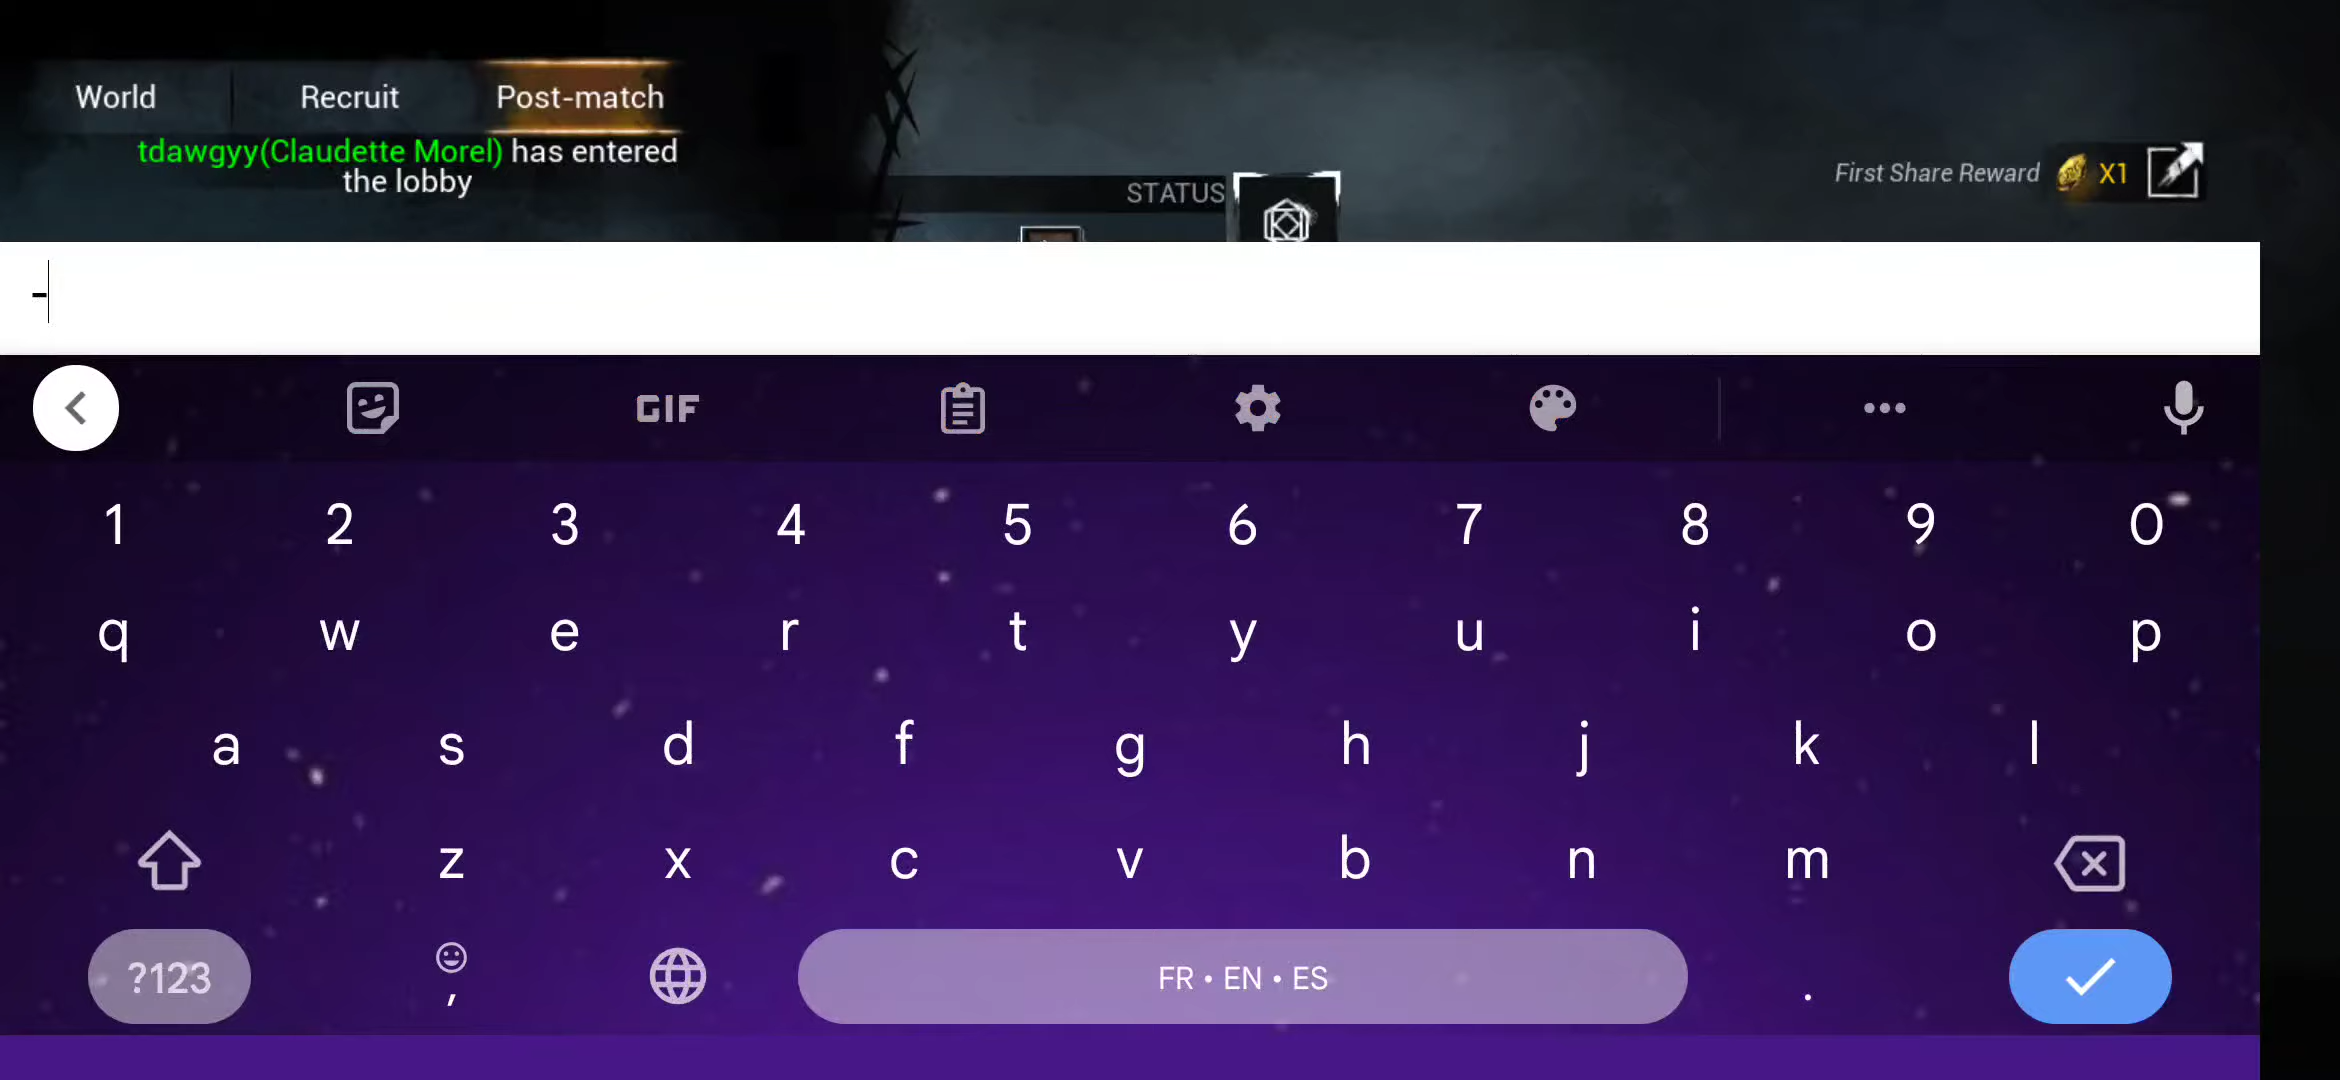 World Recruit Post-match
tdawgyy(Claudette Morel) has entered
the lobby
First Share Reward X1
STATUS
-
GIF
1 2 3 4 5 6 7 8 9 0
q w e r t y u i o p
a s d f g h j k l
z x c v b n m
?123 , FR • EN • ES .